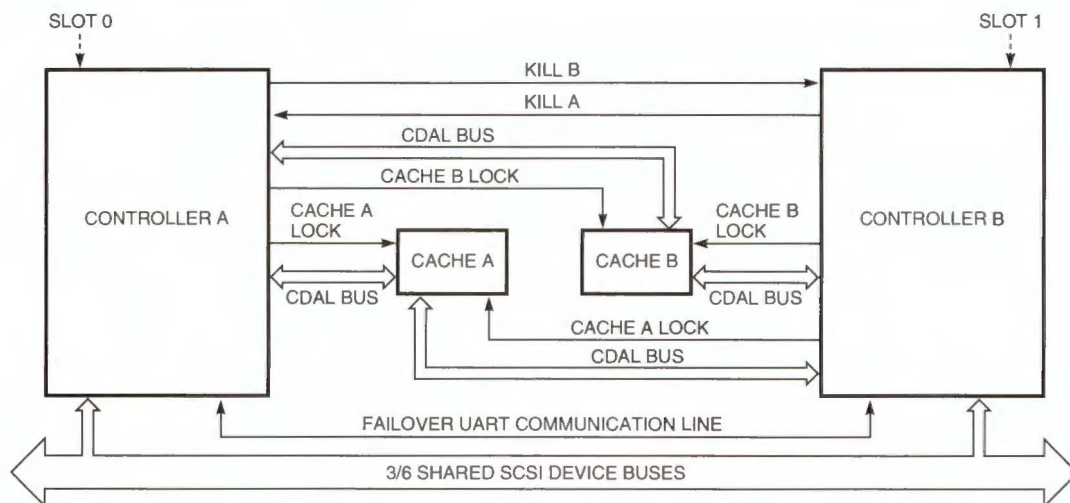 SLOT 0
SLOT 1
KILL B
KILL A
CDAL BUS
CACHE B LOCK
CONTROLLER A
CACHE A
LOCK
CACHE B
LOCK
CONTROLLER B
CACHE A
CACHE B
CDAL BUS
CDAL BUS
CACHE A LOCK
CDAL BUS
FAILOVER UART COMMUNICATION LINE
3/6 SHARED SCSI DEVICE BUSES